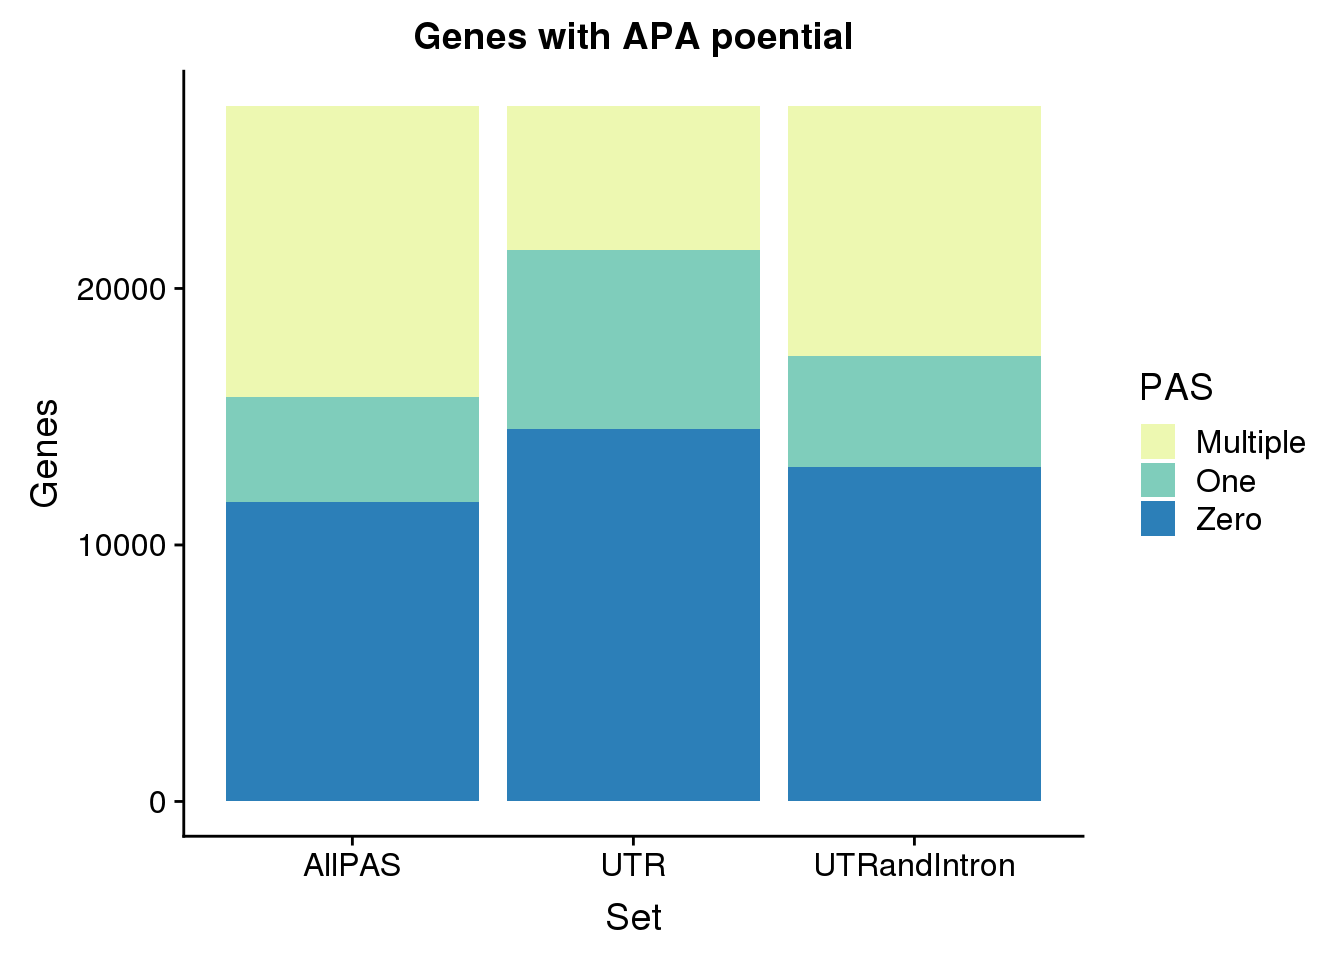 Genes with APA poential
Genes
20000
10000
0
AllPAS
UTR
UTRandIntron
Set
PAS
Multiple
One
Zero